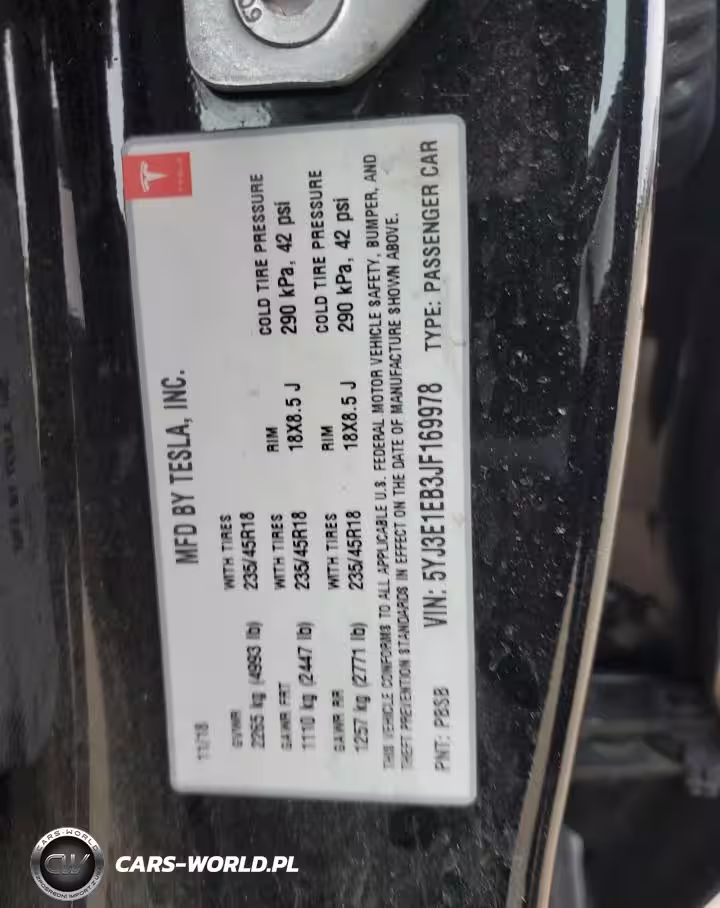 60
TESLA
MFD BY TESLA, INC.
11/18
GVWR WITH TIRES
2265 kg (4993 lb) 235/45R18
GAWR FRT WITH TIRES RIM COLD TIRE PRESSURE
1110 kg (2447 lb) 235/45R18 18X8.5 J 290 kPa, 42 psi
GAWR RR WITH TIRES RIM COLD TIRE PRESSURE
1257 kg (2771 lb) 235/45R18 18X8.5 J 290 kPa, 42 psi
THIS VEHICLE CONFORMS TO ALL APPLICABLE U.S. FEDERAL MOTOR VEHICLE SAFETY, BUMPER, AND
THEFT PREVENTION STANDARDS IN EFFECT ON THE DATE OF MANUFACTURE SHOWN ABOVE.
PNT: PBSB VIN: 5YJ3E1EB3JF169978 TYPE: PASSENGER CAR
CARS-WORLD
CW
CARS-WORLD.PL